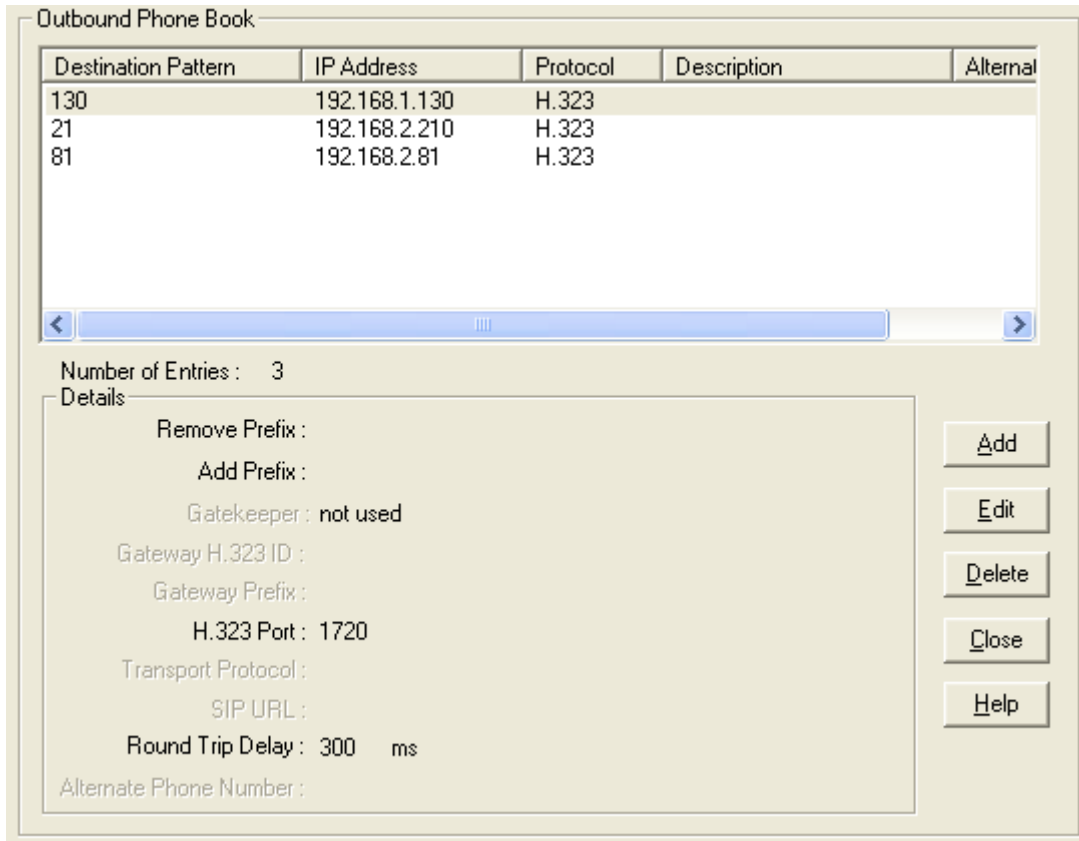 Outbound Phone Book
Destination Pattern IP Address Protocol Description Alternat
130 192.168.1.130 H.323
21 192.168.2.210 H.323
81 192.168.2.81 H.323
Number of Entries : 3
Details
Remove Prefix :
Add Prefix :
Gatekeeper : not used
Gateway H.323 ID :
Gateway Prefix :
H.323 Port : 1720
Transport Protocol :
SIP URL :
Round Trip Delay : 300 ms
Alternate Phone Number :
Add
Edit
Delete
Close
Help